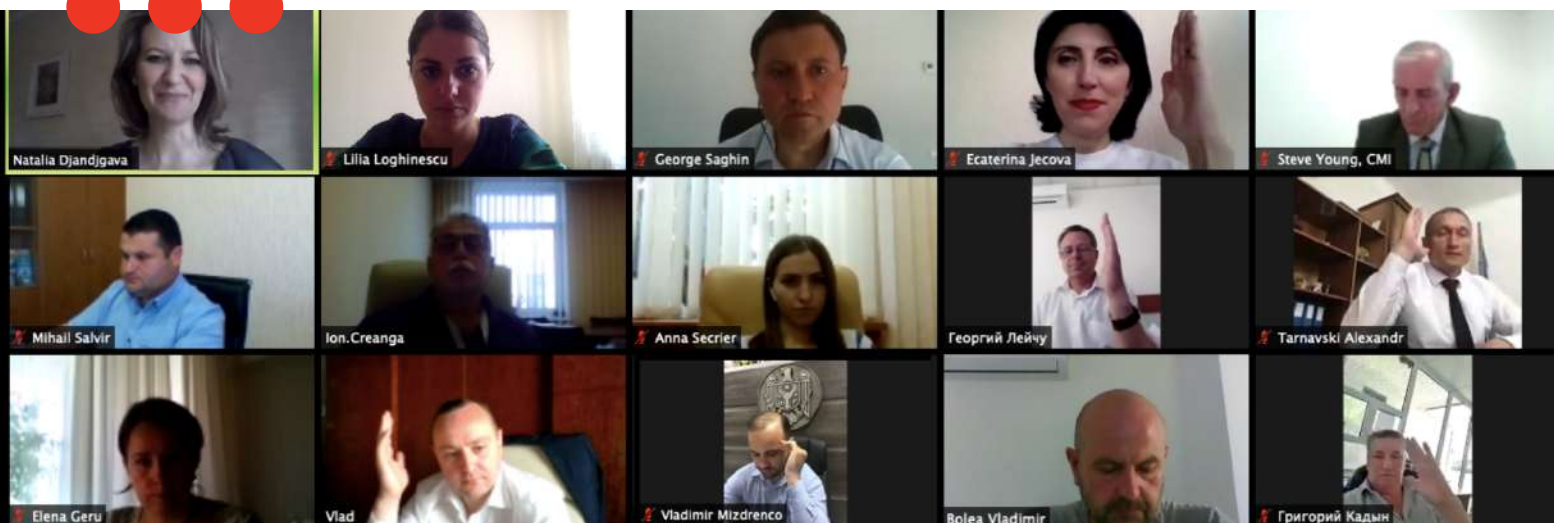 Natalia Djandjgava
Lilia Loghinescu
George Saghin
Ecaterina Jecova
Steve Young, CMI
Mihail Salvir
Ion.Creanga
Anna Secrier
Георгий Лейчу
Tarnavski Alexandr
Elena Geru
Vlad
Vladimir Mizdrenco
Bolea Vladimir
Григорий Кадын